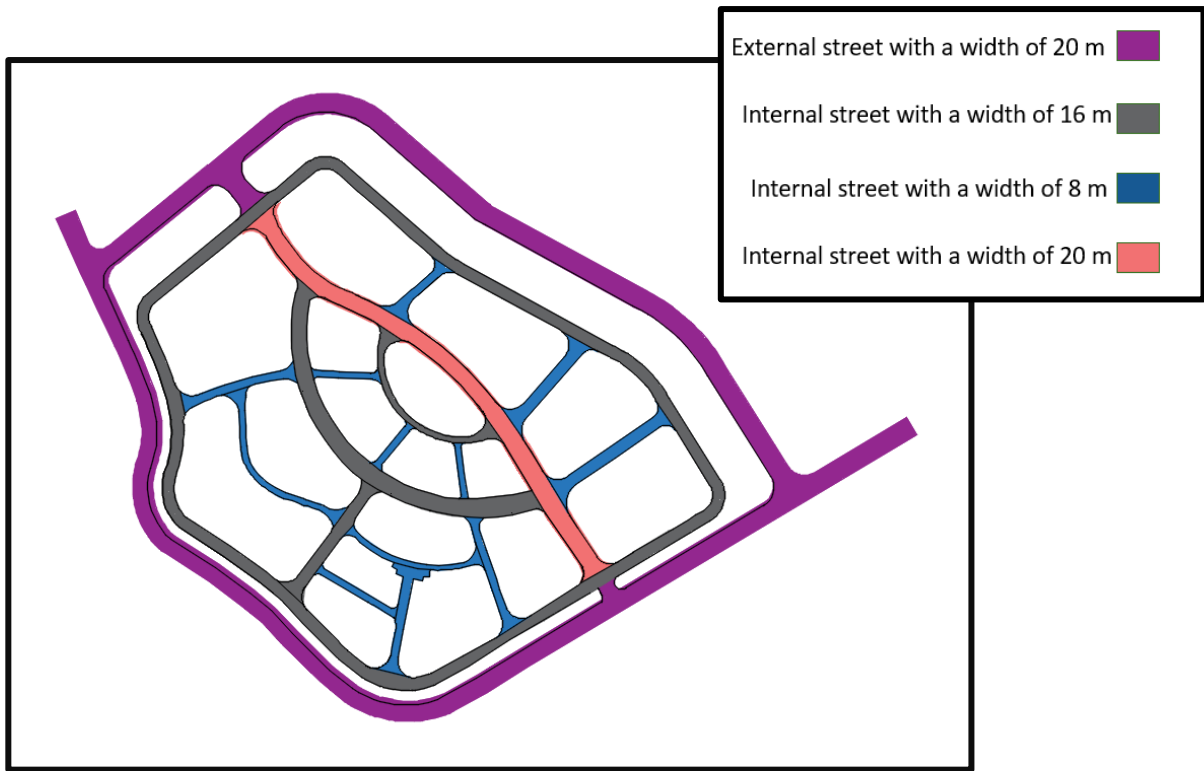 External street with a width of 20 m
Internal street with a width of 16 m
Internal street with a width of 8 m
Internal street with a width of 20 m